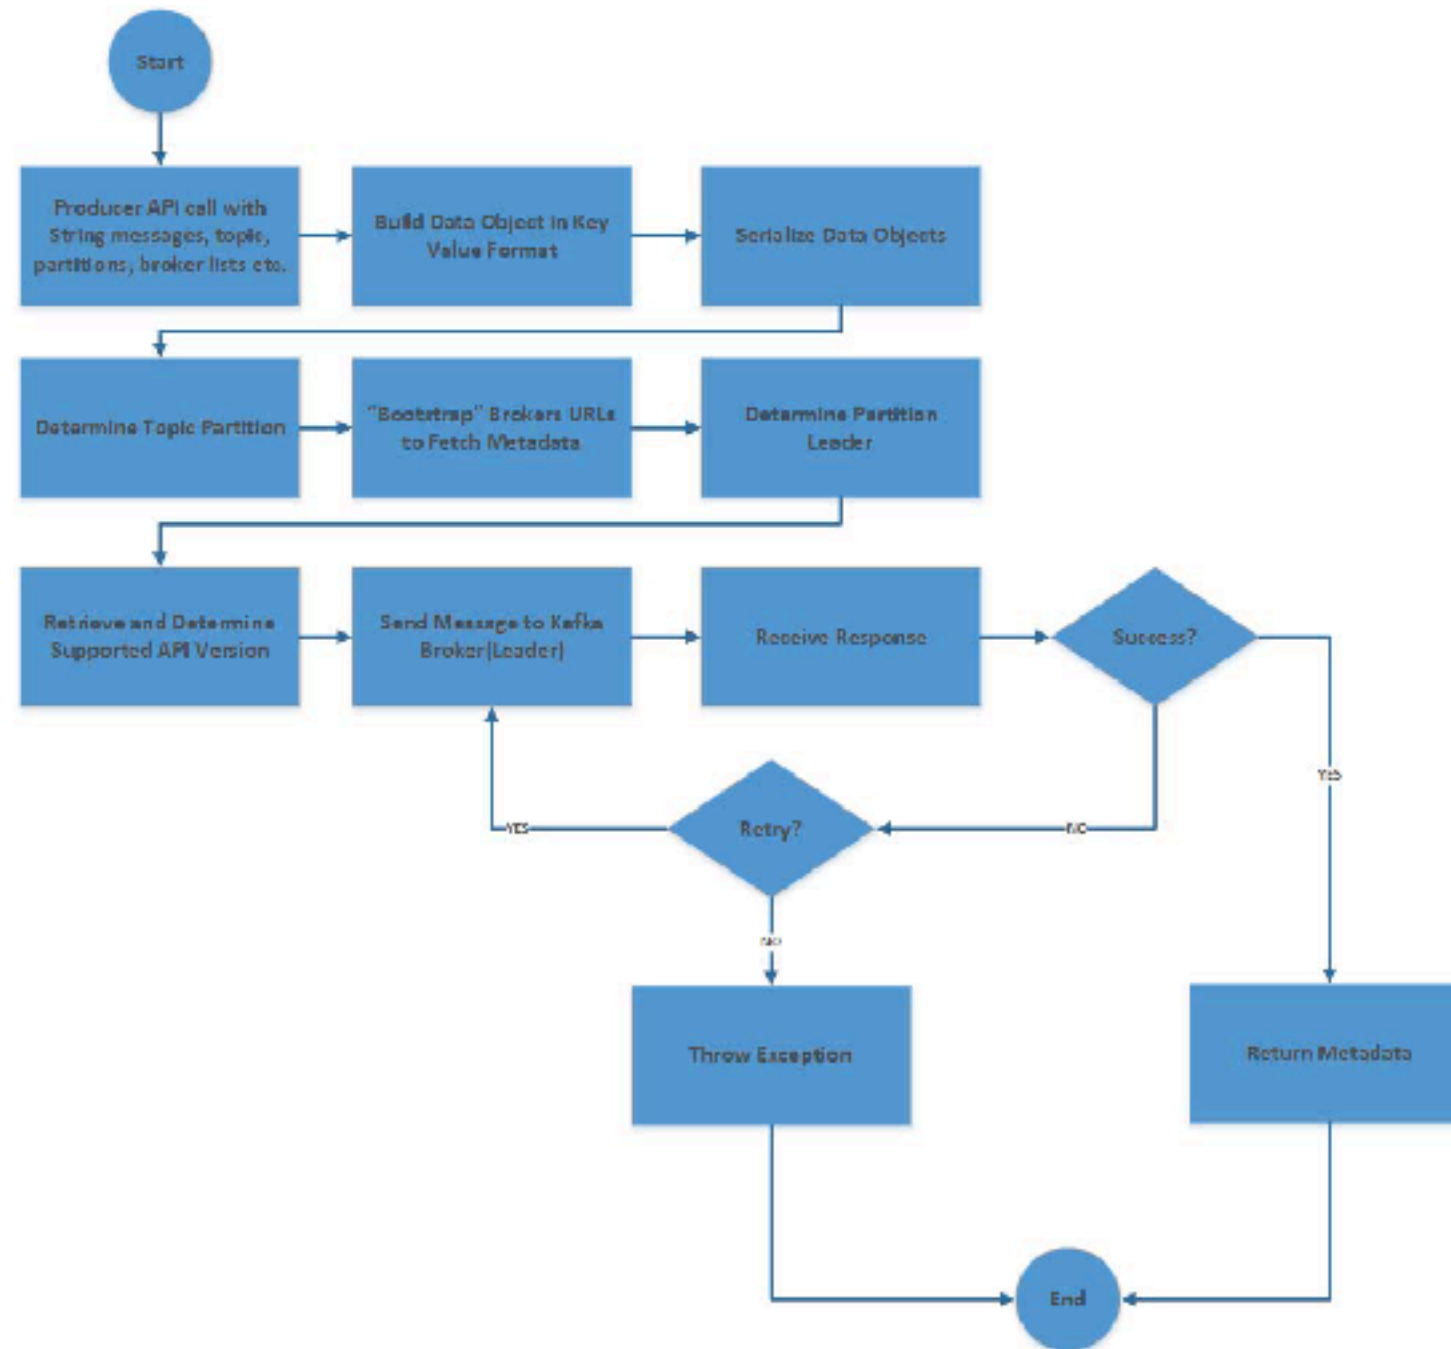 Start
Producer API call with
String messages, topic,
partitions, broker lists etc.
Build Data Object in Key
Value Format
Serialize Data Objects
Determine Topic Partition
"Bootstrap" Brokers URLs
to Fetch Metadata
Determine Partition
Leader
Retrieve and Determine
Supported API Version
Send Message to Kafka
Broker(Leader)
Receive Response
Success?
YES
Retry?
YES
NO
NO
Throw Exception
Return Metadata
End